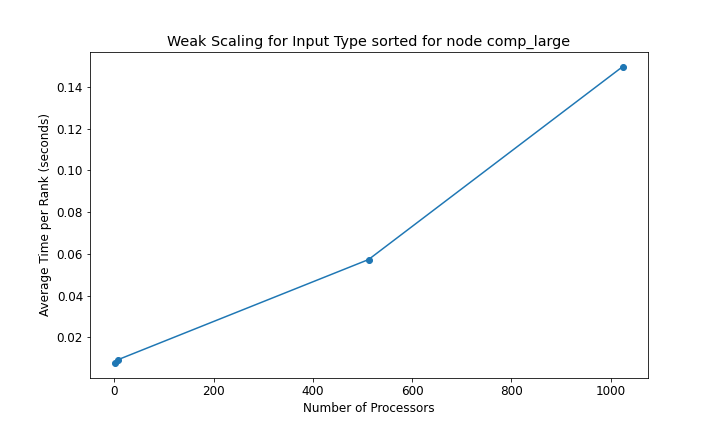 Weak Scaling for Input Type sorted for node comp_large
Average Time per Rank (seconds)
0.14
0.12
0.10
0.08
0.06
0.04
0.02
0 200 400 600 800 1000
Number of Processors